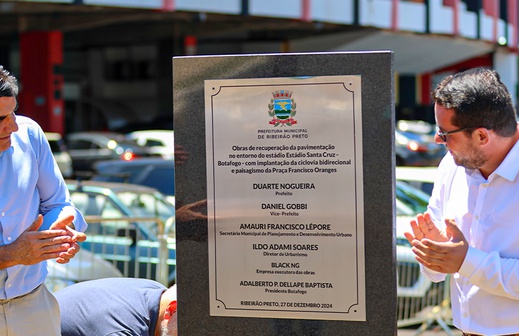 PREFEITURA MUNICIPAL
DE RIBEIRÃO PRETO
Obras de recuperação da pavimentação
no entorno do estádio Estádio Santa Cruz -
Botafogo - com implantação da ciclovia bidirecional
e paisagismo da Praça Francisco Oranges
DUARTE NOGUEIRA
Prefeito
DANIEL GOBBI
Vice- Prefeito
AMAURI FRANCISCO LÉPORE
Secretário Municipal de Planejamento e Desenvolvimento Urbano
ILDO ADAMI SOARES
Diretor de Urbanismo
BLACK NG
Empresa executora das obras
ADALBERTO P. DELLAPE BAPTISTA
Presidente Botafogo
RIBEIRÃO PRETO, 27 DE DEZEMBRO 2024